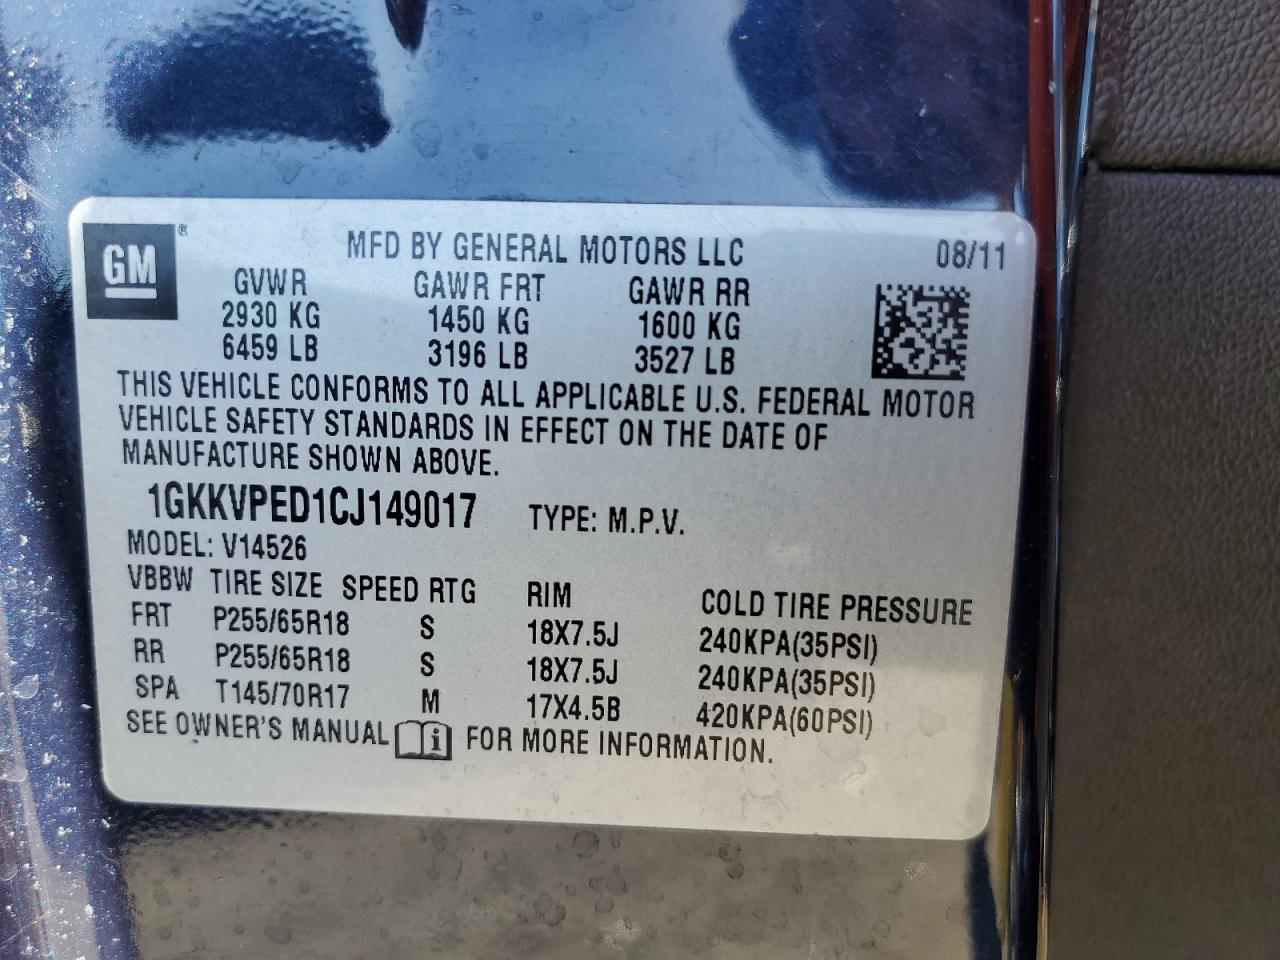 GM ® MFD BY GENERAL MOTORS LLC 08/11
GVWR GAWR FRT GAWR RR
2930 KG 1450 KG 1600 KG
6459 LB 3196 LB 3527 LB
THIS VEHICLE CONFORMS TO ALL APPLICABLE U.S. FEDERAL MOTOR
VEHICLE SAFETY STANDARDS IN EFFECT ON THE DATE OF
MANUFACTURE SHOWN ABOVE.
1GKKVPED1CJ149017 TYPE: M.P.V.
MODEL: V14526
VBBW TIRE SIZE SPEED RTG RIM COLD TIRE PRESSURE
FRT P255/65R18 S 18X7.5J 240KPA(35PSI)
RR P255/65R18 S 18X7.5J 240KPA(35PSI)
SPA T145/70R17 M 17X4.5B 420KPA(60PSI)
SEE OWNER'S MANUAL i FOR MORE INFORMATION.